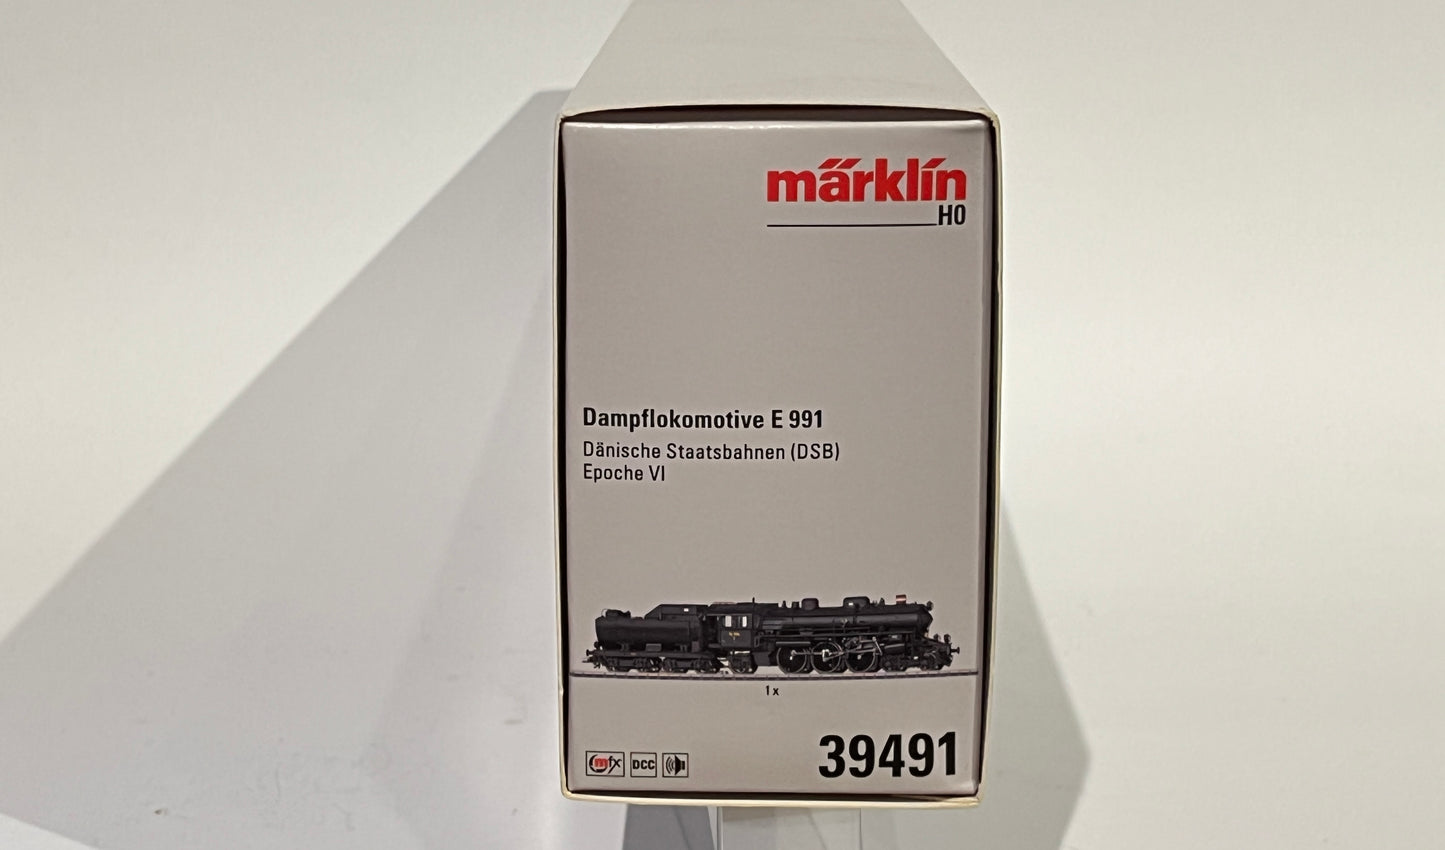 märklin
H0
Dampflokomotive E 991
Dänische Staatsbahnen (DSB)
Epoche VI
1 x
mfx DCC
39491